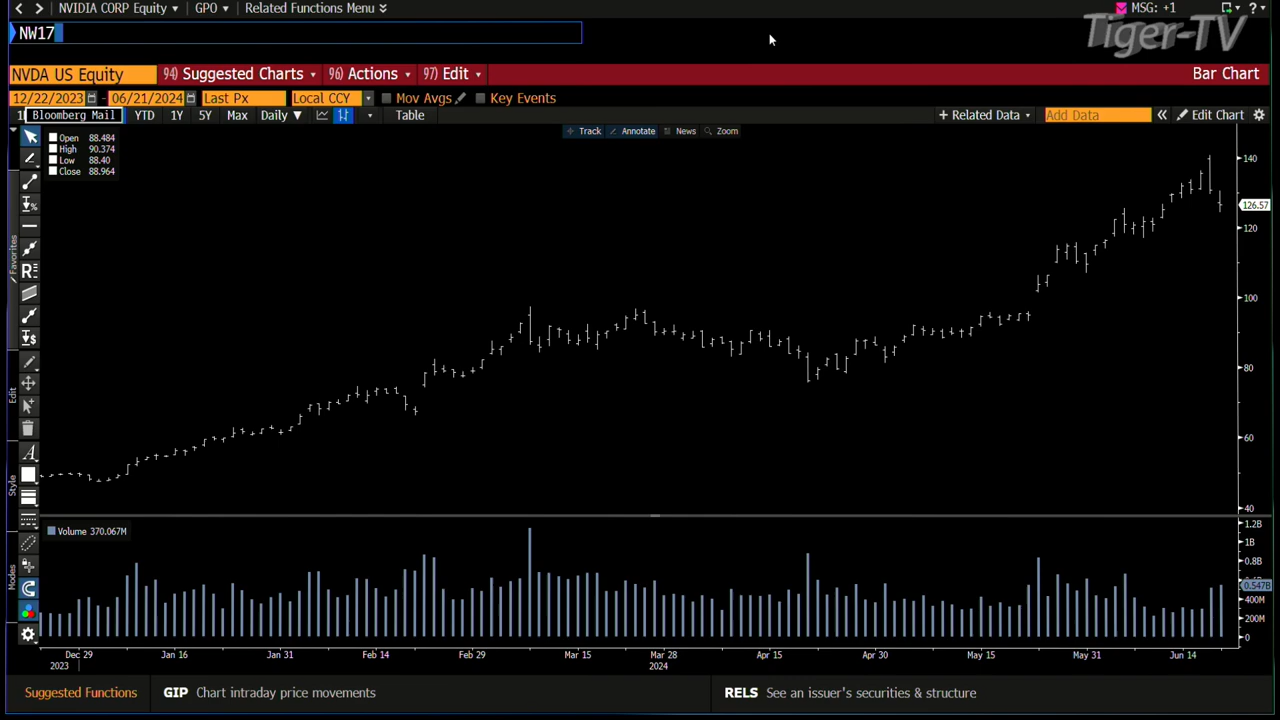 NVIDIA CORP Equity GPO Related Functions Menu MSG: +1 ?
Tiger-TV
NW17
NVDA US Equity 94) Suggested Charts 96) Actions 97) Edit Bar Chart
12/22/2023 - 06/21/2024 Last Px Local CCY Mov Avgs Key Events
Bloomberg Mail YTD 1Y 5Y Max Daily ▼ Table + Related Data Add Data « Edit Chart
Track Annotate News Zoom
Open 88.484
High 90.374
Low 88.40
Close 88.964
140
126.57
120
100
80
60
40
Favorites
Edit
Style
Modes
Volume 370.067M
1.2B
1B
0.8B
0.547B
400M
200M
0
Dec 29 Jan 16 Jan 31 Feb 14 Feb 29 Mar 15 Mar 28 Apr 15 Apr 30 May 15 May 31 Jun 14
2023 2024
Suggested Functions GIP Chart intraday price movements RELS See an issuer's securities & structure